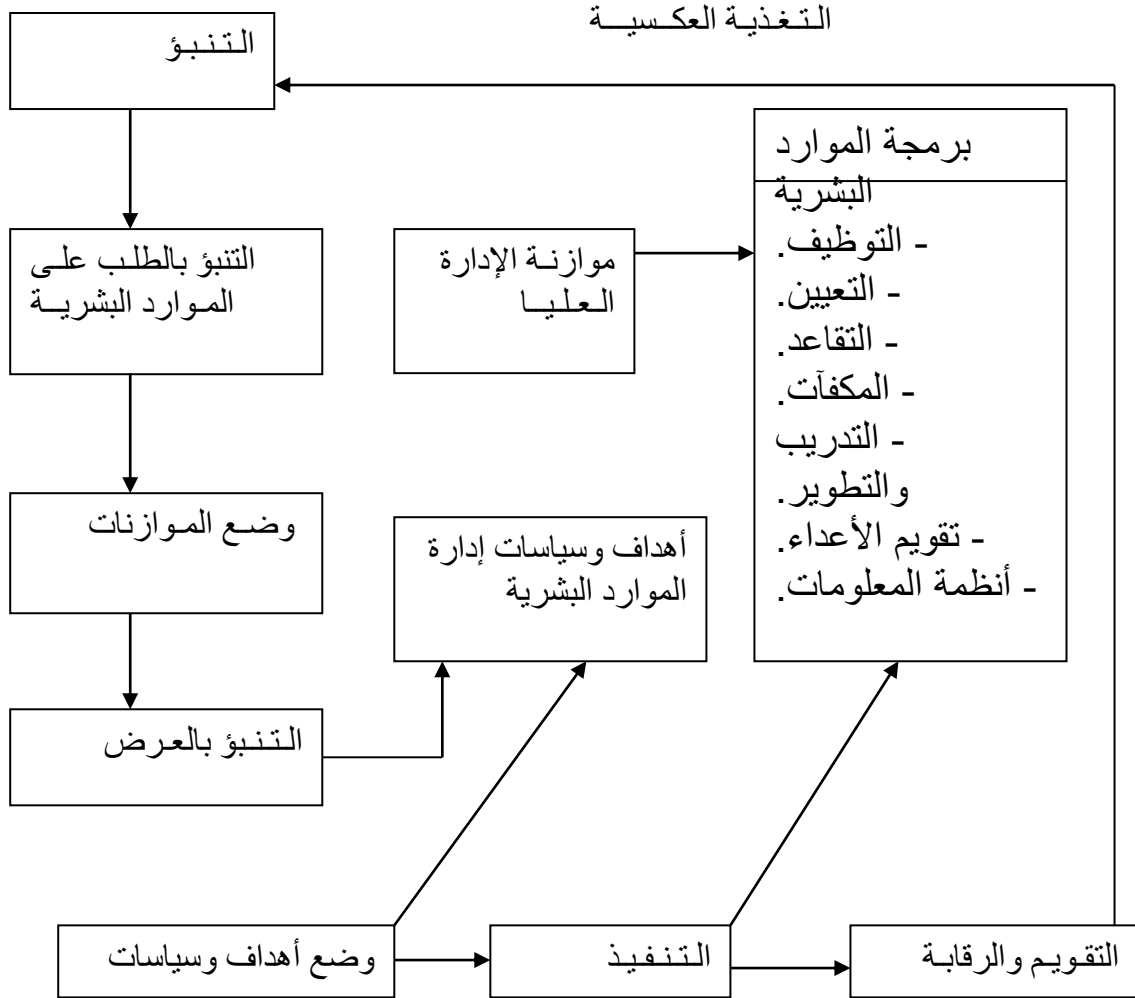 التغذية العكسية
التنبؤ
برمجة الموارد
البشرية
- التوظيف.
- التعيين.
- التقاعد.
- المكفآت.
- التدريب
والتطوير.
- تقويم الأعداء.
- أنظمة المعلومات.
موازنة الإدارة
العليا
التنبؤ بالطلب على
الموارد البشرية
أهداف وسياسات إدارة
الموارد البشرية
وضع الموازنات
التنبؤ بالعرض
وضع أهداف وسياسات
التنفيذ
التقويم والرقابة